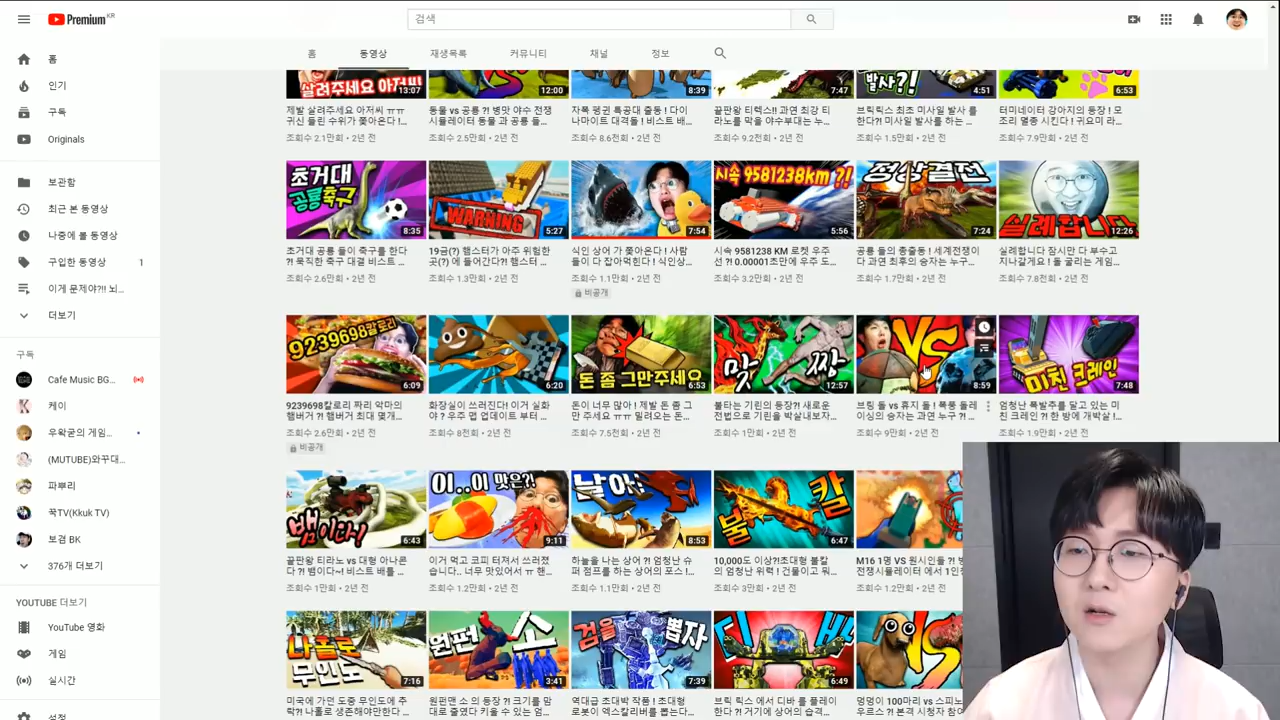 Premium KR
검색
홈
동영상
재생목록
커뮤니티
채널
정보
홈
인기
구독
Originals
보관함
최근 본 동영상
나중에 볼 동영상
구입한 동영상 1
이게 문제야?!! 뇌...
더보기
구독
Cafe Music BG...
케이
우왁굳의 게임...
(MUTUBE)와꾸대...
파뿌리
꾹TV(Kkuk TV)
보겸 BK
376개 더보기
YOUTUBE 더보기
YouTube 영화
게임
실시간
설정
살려주세요 아저씨
13:07
제발 살려주세요 아저씨 ㅠㅠ
귀신 들린 수위가 쫓아온다 !...
조회수 2.1만회 • 2년 전
12:00
동물 vs 공룡 ?! 병맛 야수 전쟁
시뮬레이터 동물 과 공룡 들...
조회수 2.5만회 • 2년 전
8:39
자폭 펭귄 특공대 출동 ! 다이
나마이트 대격돌 ! 비스트 배...
조회수 8.6천회 • 2년 전
7:47
끝판왕 티렉스!! 과연 최강 티
라노를 막을 야수부대는 누...
조회수 9.2천회 • 2년 전
발사?!
4:51
브릭릭스 최초 미사일 발사 를
한다?! 미사일 발사를 하는 ...
조회수 1.5만회 • 2년 전
6:53
터미네이터 강아지의 등장 ! 모
조리 멸종 시킨다 ! 귀요미 라...
조회수 7.9천회 • 2년 전
초거대
공룡축구
8:35
초거대 공룡 들이 축구를 한다
?! 묵직한 축구 대결 비스트 ...
조회수 2.6만회 • 2년 전
WARNING
5:27
19금(?) 햄스터가 아주 위험한
곳(?) 에 들어간다?! 햄스터 ...
조회수 1.3만회 • 2년 전
7:54
식인 상어 가 쫓아온다 ! 사람
들이 다 잡아먹힌다 ! 식인상...
조회수 1.1만회 • 2년 전
비공개
시속 9581238km ?!
5:56
시속 9581238 KM 로켓 우주
선 ?! 0.00001초만에 우주 도...
조회수 3.2만회 • 2년 전
정상결전
7:24
공룡 들의 총출동 ! 세계전쟁이
다 과연 최후의 승자는 누구...
조회수 1.7만회 • 2년 전
실례합니다
12:26
실례합니다 잠시만 다 부수고
지나갈게요 ! 돌 굴리는 게임...
조회수 7.8천회 • 2년 전
9239698칼로리
6:09
9239698칼로리 짜리 악마의
햄버거 ?! 햄버거 최대 몇개...
조회수 2.6만회 • 2년 전
비공개
6:20
화장실이 쓰러진다! 이거 실화
야 ? 우주 맵 업데이트 부터 ...
조회수 8천회 • 2년 전
돈 좀 그만주세요
6:53
돈이 너무 많아 ! 제발 돈 좀 그
만 주세요 ㅠㅠ 밀려오는 돈...
조회수 7.5천회 • 2년 전
맞짱
12:57
불타는 기린의 등장?! 새로운
전법으로 기린을 박살내보자...
조회수 1만회 • 2년 전
VS
8:59
브링 돌 vs 휴지 돌 ! 폭풍 돌레
이싱의 승자는 과연 누구 ?!...
조회수 9만회 • 2년 전
미친 크레인
7:48
엄청난 폭발추를 달고 있는 미
친 크레인 ?! 한 방에 개박살 !...
조회수 1.9만회 • 2년 전
뱀이다!
6:43
끝판왕 티라노 vs 대형 아나콘
다 ?! 뱀이다~! 비스트 배틀 ...
조회수 1만회 • 2년 전
이..이 맛은?!
9:11
이거 먹고 코피 터져서 쓰러졌
습니다.. 너무 맛있어서 ㅠ 핸...
조회수 1.2만회 • 2년 전
날아!
8:53
하늘을 나는 상어 ?! 엄청난 슈
퍼 점프를 하는 상어의 포스 !...
조회수 1.1만회 • 2년 전
불칼
6:47
10,000도 이상?!초대형 불칼
의 엄청난 위력 ! 건물이고 뭐...
조회수 3만회 • 2년 전
M16 1명 VS 원시인들 ?!
전쟁시뮬레이터 에서 1인칭
조회수 1.2만회 • 2년 전
나홀로
무인도
7:16
미국에 가던 도중 무인도에 추
락?! 나홀로 생존해야만한다 ...
원펀소
3:41
원펀맨 소 의 등장 ?! 크기를 맘
대로 줄였다 키울 수 있는 엄...
검을 뽑자
7:39
역대급 초대박 작품 ! 초대형
로봇이 엑스칼리버를 뽑는다...
디바
6:49
브릭 릭스 에서 디바 를 플레이
한다 ?! 거기에 상어의 습격...
VS
멍멍이 100마리 vs 스피노
우르스 ?! 본격 시청자 참여